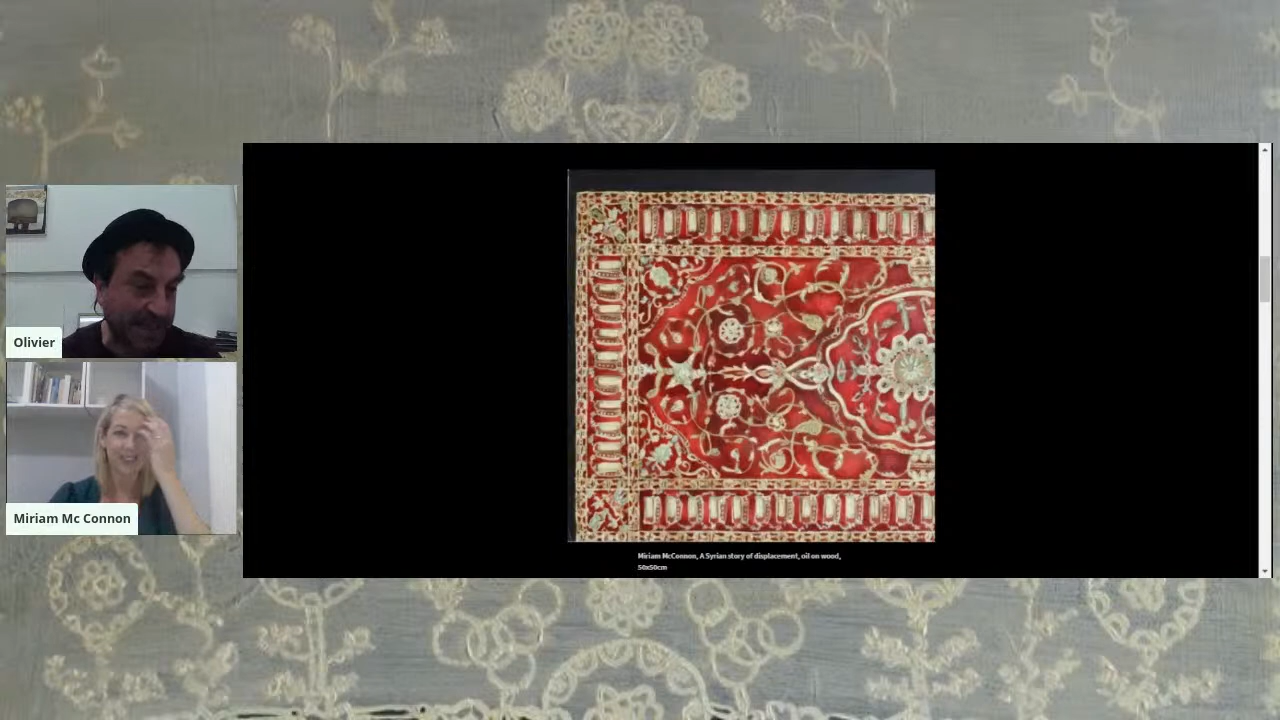 Olivier
Miriam Mc Connon
Miriam McConnon, A Syrian story of displacement, oil on wood,
50x50cm